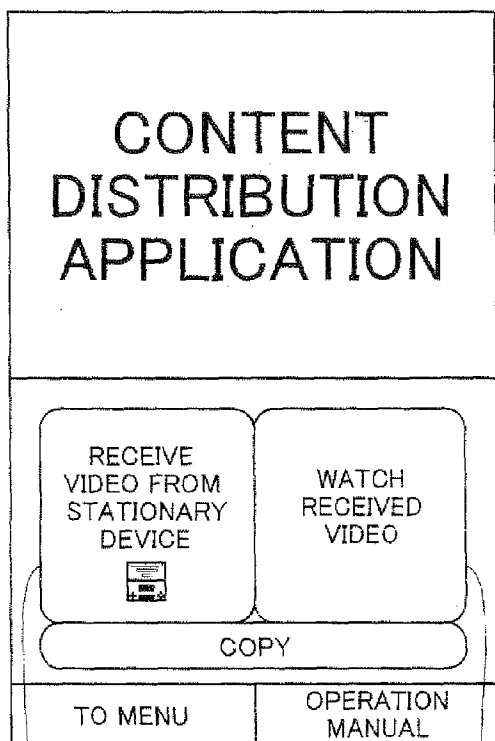 CONTENT
DISTRIBUTION
APPLICATION
RECEIVE
VIDEO FROM
STATIONARY
DEVICE
WATCH
RECEIVED
VIDEO
COPY
TO MENU
OPERATION
MANUAL